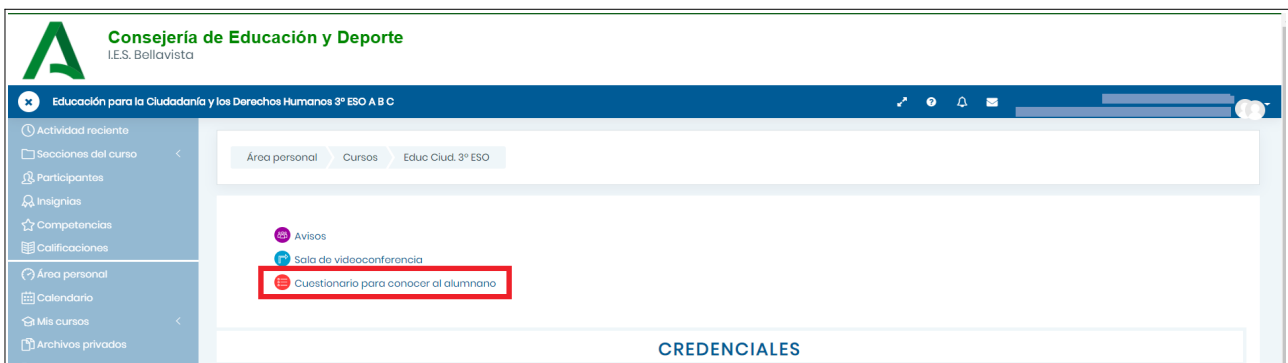 Consejería de Educación y Deporte
I.E.S. Bellavista
Educación para la Ciudadanía y los Derechos Humanos 3º ESO A B C
Actividad reciente
Secciones del curso
Participantes
Insignias
Competencias
Calificaciones
Área personal
Calendario
Mis cursos
Archivos privados
Área personal Cursos Educ Ciud. 3º ESO
Avisos
Sala de videoconferencia
Cuestionario para conocer al alumnano
CREDENCIALES